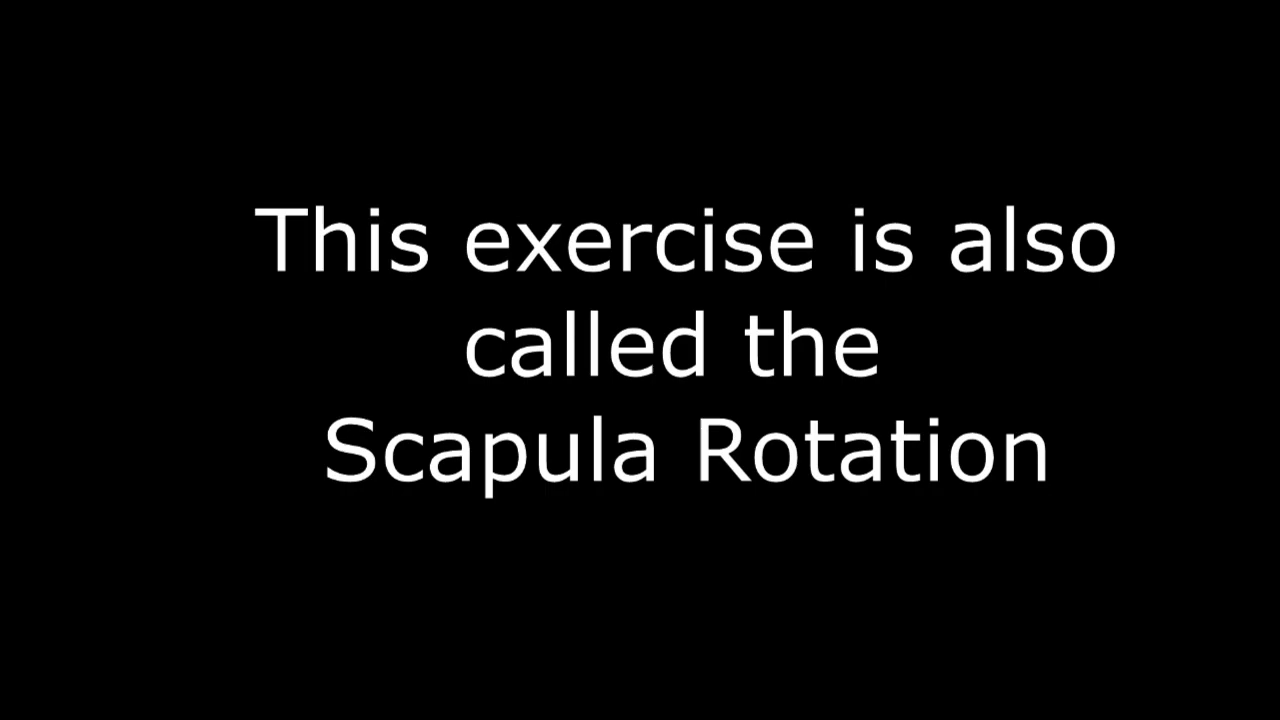 This exercise is also
called the
Scapula Rotation